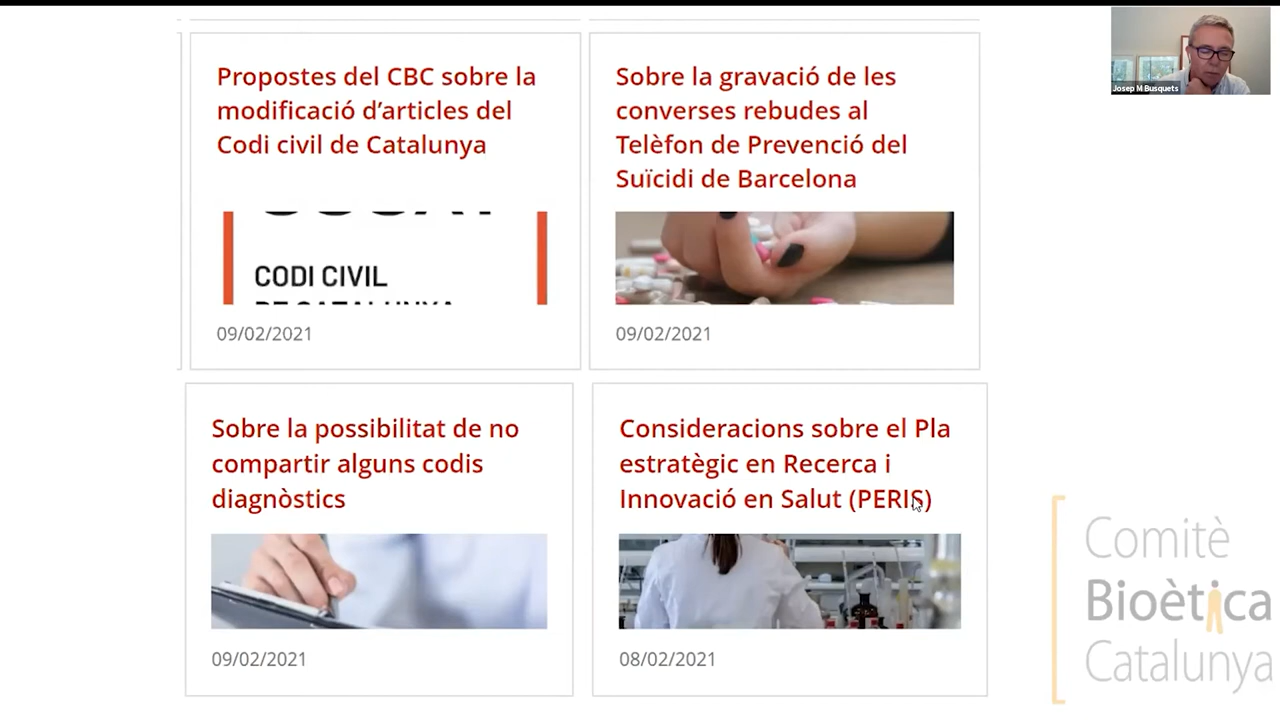 Josep M Busquets
Propostes del CBC sobre la
modificació d'articles del
Codi civil de Catalunya
CODI CIVIL
DE CATALUNYA
09/02/2021
Sobre la gravació de les
converses rebudes al
Telèfon de Prevenció del
Suïcidi de Barcelona
09/02/2021
Sobre la possibilitat de no
compartir alguns codis
diagnòstics
09/02/2021
Consideracions sobre el Pla
estratègic en Recerca i
Innovació en Salut (PERIS)
08/02/2021
Comitè
Bioètica
Catalunya